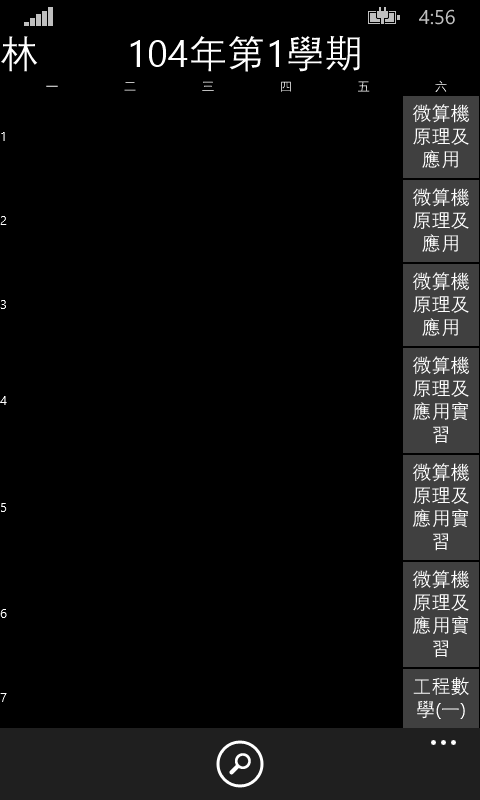 4:56
林 104年第1學期
一 二 三 四 五 六
1
微算機
原理及
應用
2
微算機
原理及
應用
3
微算機
原理及
應用
4
微算機
原理及
應用實
習
5
微算機
原理及
應用實
習
6
微算機
原理及
應用實
習
7
工程數
學(一)